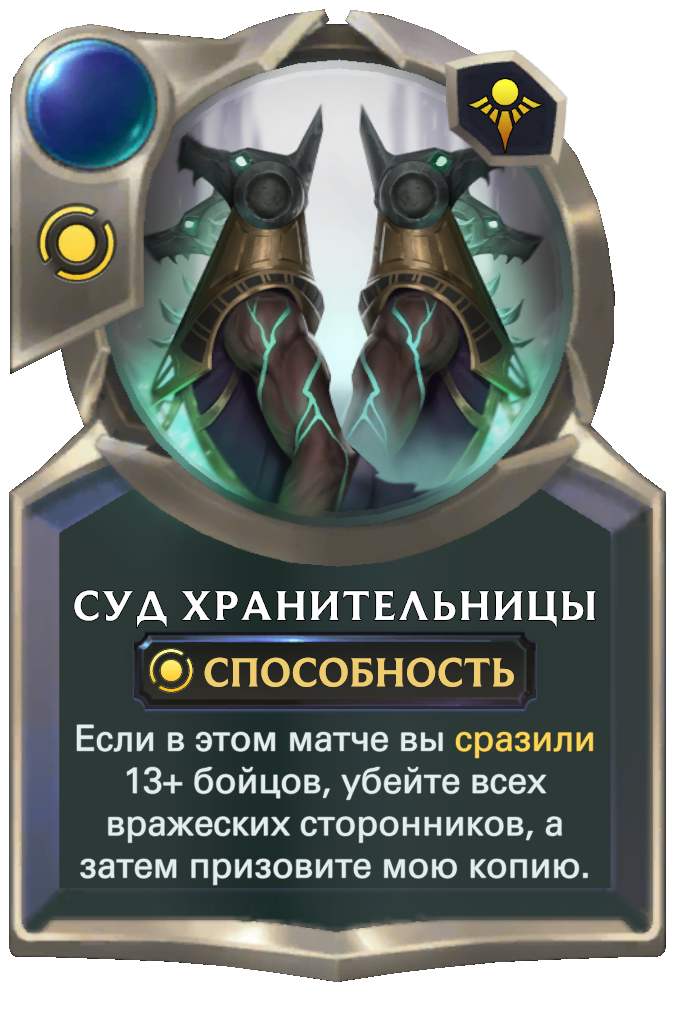 СУД ХРАНИТЕЛЬНИЦЫ
СПОСОБНОСТЬ
Если в этом матче вы сразили
13+ бойцов, убейте всех
вражеских сторонников, а
затем призовите мою копию.